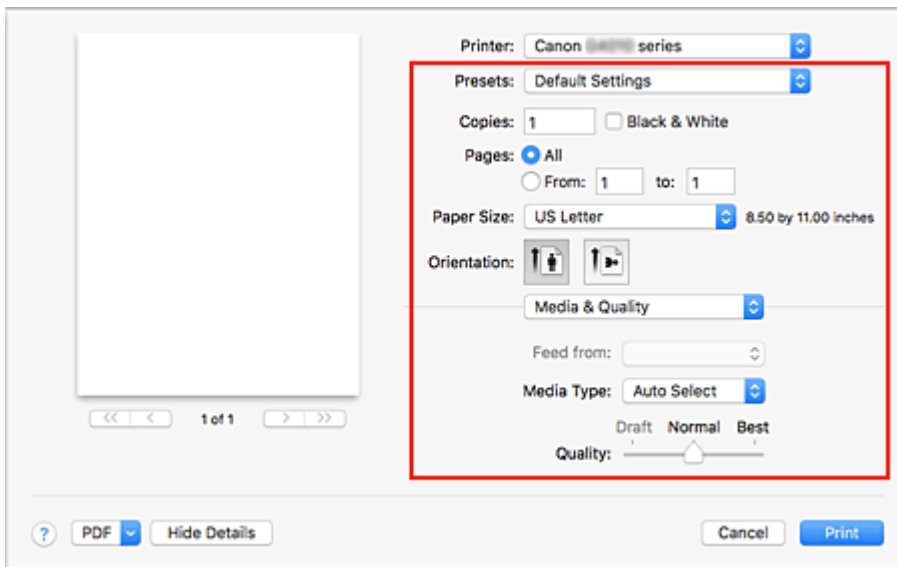 Printer: Canon series
Presets: Default Settings
Copies: 1 Black & White
Pages: All
From: 1 to: 1
Paper Size: US Letter 8.50 by 11.00 inches
Orientation:
Media & Quality
Feed from:
Media Type: Auto Select
1 of 1
Draft Normal Best
Quality:
? PDF Hide Details Cancel Print